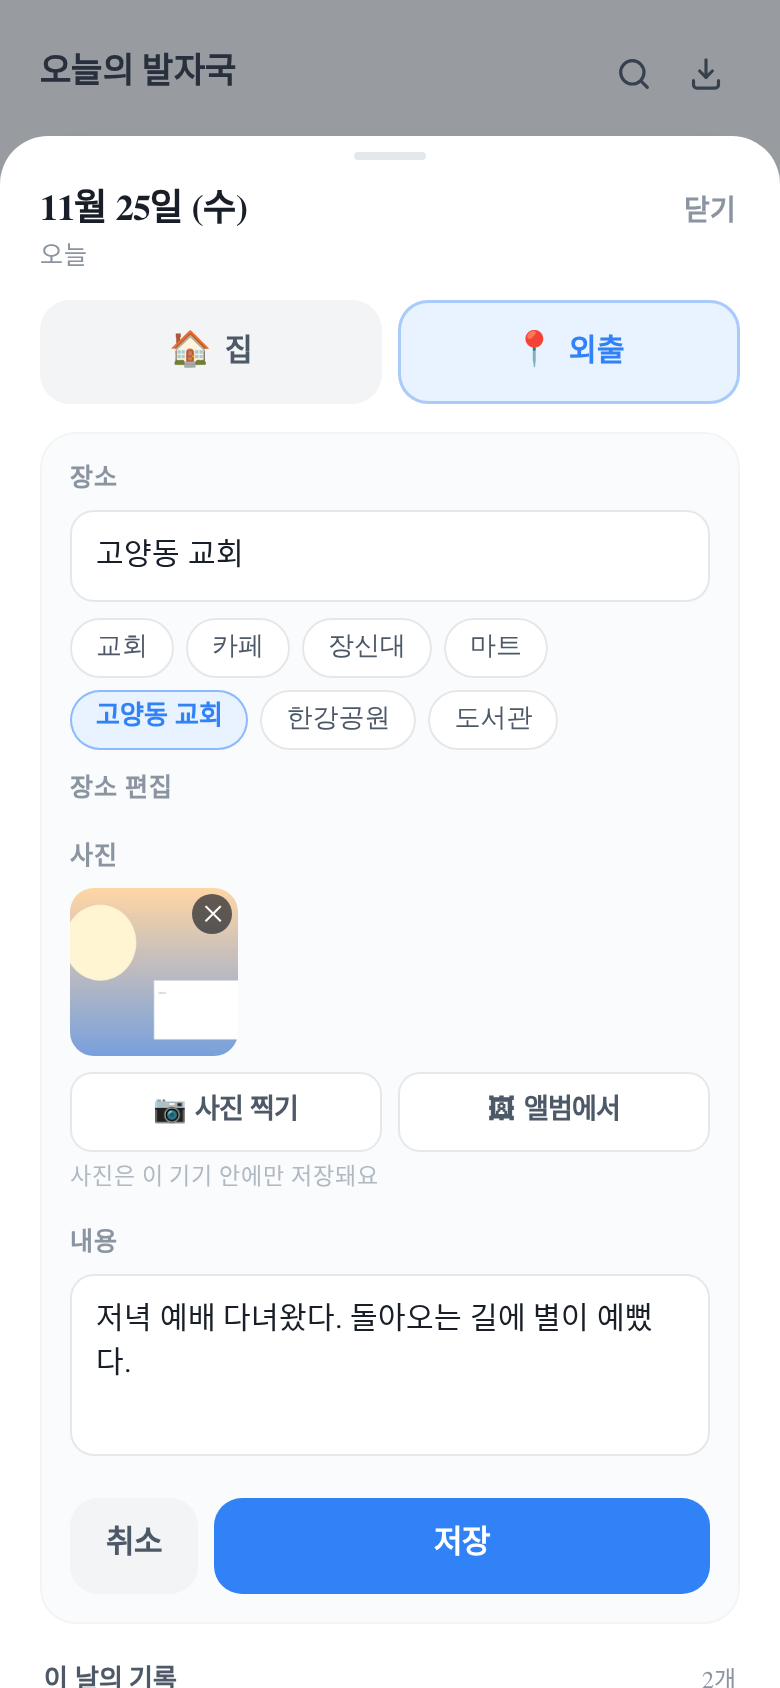 오늘의 발자국
11월 25일 (수)
닫기
오늘
집
외출
장소
고양동 교회
교회
카페
장신대
마트
고양동 교회
한강공원
도서관
장소 편집
사진
사진 찍기
앨범에서
사진은 이 기기 안에만 저장돼요
내용
저녁 예배 다녀왔다. 돌아오는 길에 별이 예뻤
다.
취소
저장
이 날의 기록
2개